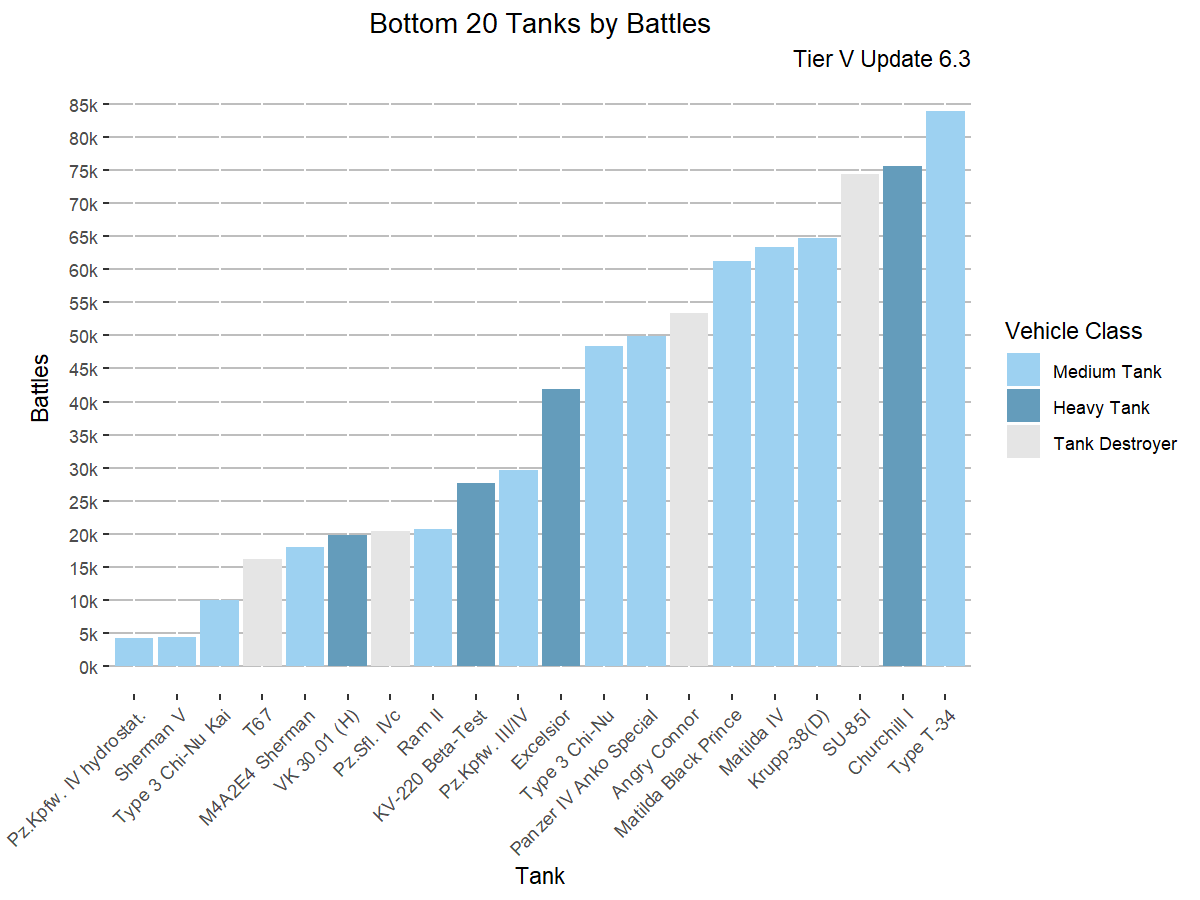 Bottom 20 Tanks by Battles
Tier V Update 6.3
85k
80k
75k
70k
65k
60k
55k
50k
45k
40k
35k
30k
25k
20k
15k
10k
5k
0k
Battles
Pz.Kpfw. IV hydrostat.
Sherman V
Type 3 Chi-Nu Kai
T67
M4A2E4 Sherman
VK 30.01 (H)
Pz.Sfl. IVc
Ram II
KV-220 Beta-Test
Pz.Kpfw. III/IV
Excelsior
Type 3 Chi-Nu
Panzer IV Anko Special
Angry Connor
Matilda Black Prince
Matilda IV
Krupp-38(D)
SU-85I
Churchill I
Type T-34
Tank
Vehicle Class
Medium Tank
Heavy Tank
Tank Destroyer